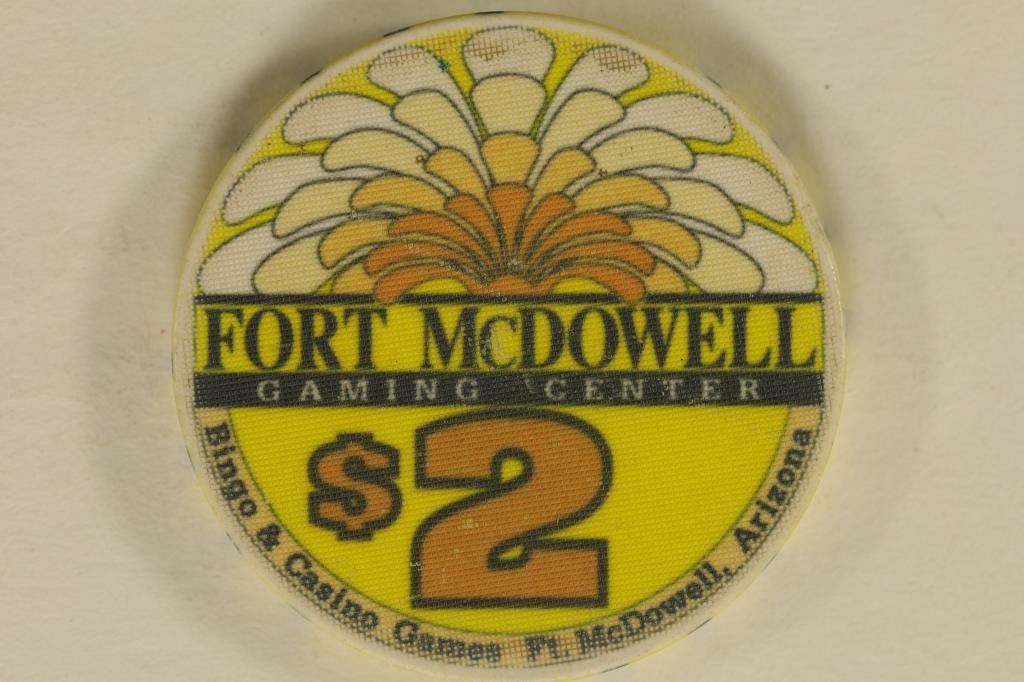 FORT MCDOWELL
GAMING CENTER
$2
Bingo & Casino Games Ft. McDowell, Arizona